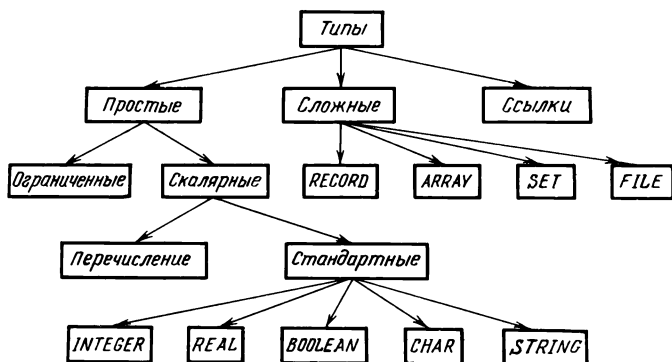 Типы
Простые Сложные Ссылки
Ограниченные Скалярные RECORD ARRAY SET FILE
Перечисление Стандартные
INTEGER REAL BOOLEAN CHAR STRING